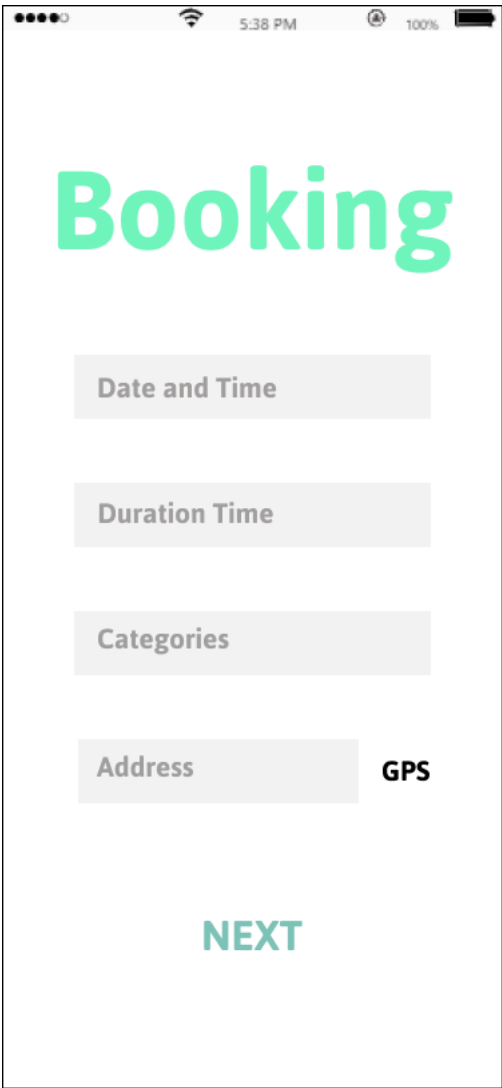 5:38 PM 100%
Booking
Date and Time
Duration Time
Categories
Address GPS
NEXT